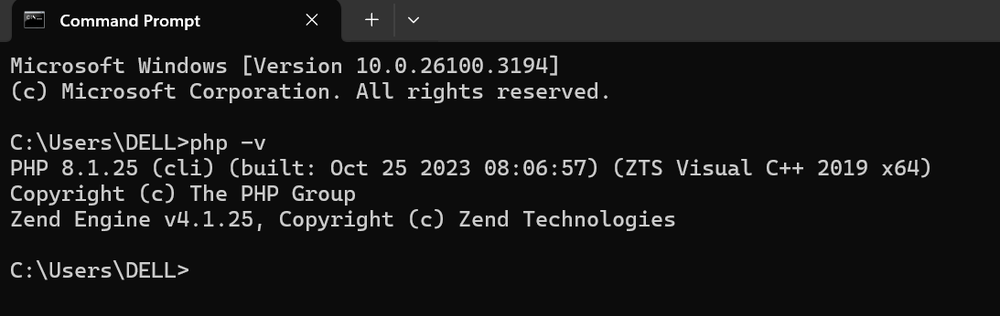 Command Prompt
Microsoft Windows [Version 10.0.26100.3194]
(c) Microsoft Corporation. All rights reserved.
C:\Users\DELL>php -v
PHP 8.1.25 (cli) (built: Oct 25 2023 08:06:57) (ZTS Visual C++ 2019 x64)
Copyright (c) The PHP Group
Zend Engine v4.1.25, Copyright (c) Zend Technologies
C:\Users\DELL>